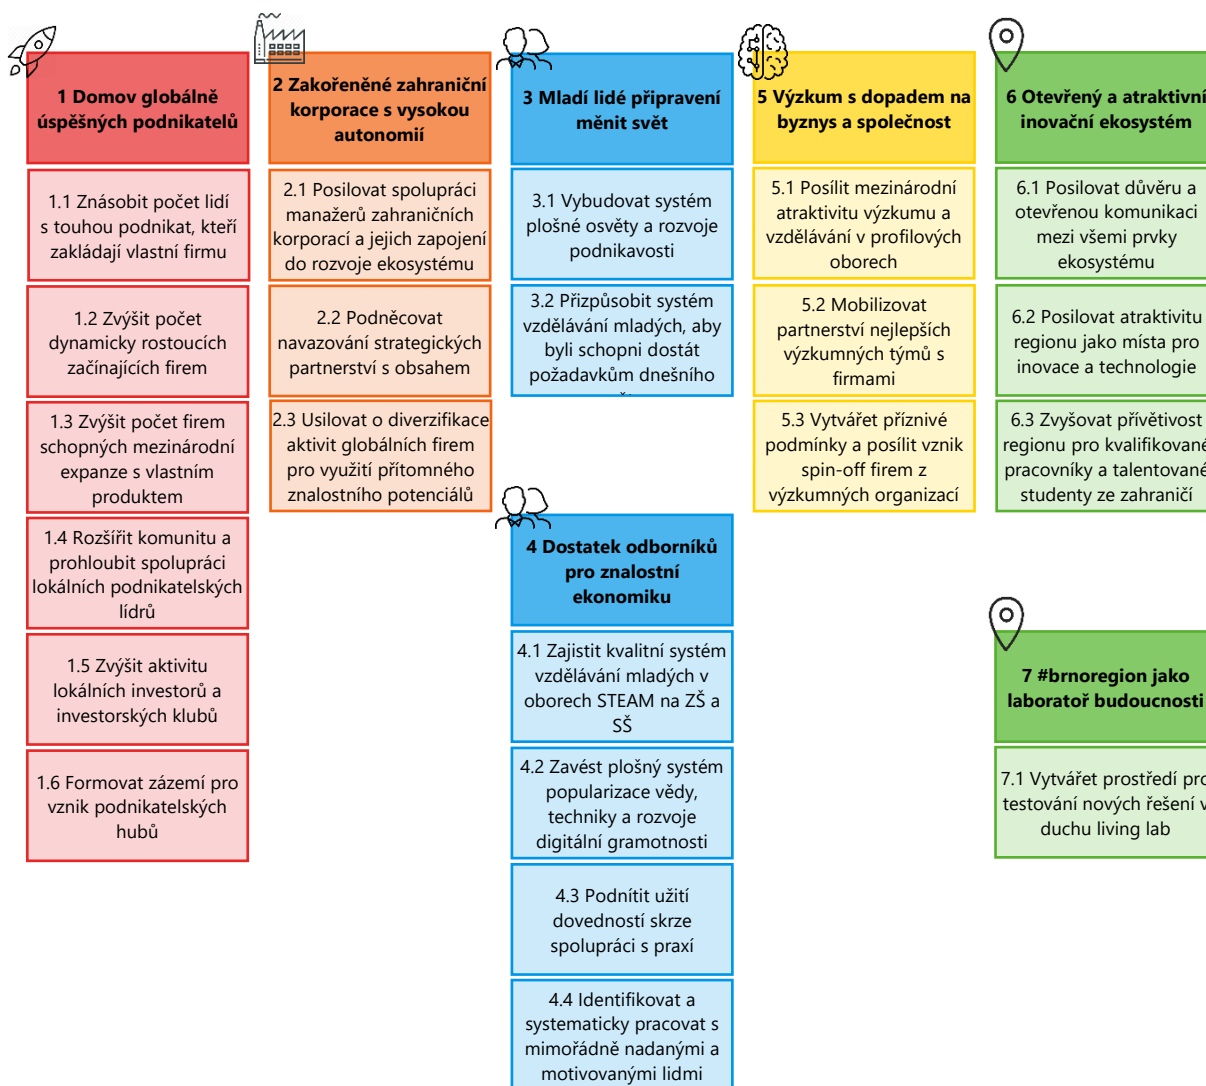 1 Domov globálně
úspěšných podnikatelů
1.1 Znásobit počet lidí
s touhou podnikat, kteří
zakládají vlastní firmu
1.2 Zvýšit počet
dynamicky rostoucích
začínajících firem
1.3 Zvýšit počet firem
schopných mezinárodní
expanze s vlastním
produktem
1.4 Rozšířit komunitu a
prohloubit spolupráci
lokálních podnikatelských
lídrů
1.5 Zvýšit aktivitu
lokálních investorů a
investorských klubů
1.6 Formovat zázemí pro
vznik podnikatelských
hubů
2 Zakořeněné zahraniční
korporace s vysokou
autonomií
2.1 Posilovat spolupráci
manažerů zahraničních
korporací a jejich zapojení
do rozvoje ekosystému
2.2 Podněcovat
navazování strategických
partnerství s obsahem
2.3 Usilovat o diverzifikace
aktivit globálních firem
pro využití přítomného
znalostního potenciálů
3 Mladí lidé připravení
měnit svět
3.1 Vybudovat systém
plošné osvěty a rozvoje
podnikavosti
3.2 Přizpůsobit systém
vzdělávání mladých, aby
byli schopni dostát
požadavkům dnešního
4 Dostatek odborníků
pro znalostní
ekonomiku
4.1 Zajistit kvalitní systém
vzdělávání mladých v
oborech STEAM na ZŠ a
SŠ
4.2 Zavést plošný systém
popularizace vědy,
techniky a rozvoje
digitální gramotnosti
4.3 Podnítit užití
dovedností skrze
spolupráci s praxí
4.4 Identifikovat a
systematicky pracovat s
mimořádně nadanými a
motivovanými lidmi
5 Výzkum s dopadem na
byznys a společnost
5.1 Posílit mezinárodní
atraktivitu výzkumu a
vzdělávání v profilových
oborech
5.2 Mobilizovat
partnerství nejlepších
výzkumných týmů s
firmami
5.3 Vytvářet příznivé
podmínky a posílit vznik
spin-off firem z
výzkumných organizací
6 Otevřený a atraktivní
inovační ekosystém
6.1 Posilovat důvěru a
otevřenou komunikaci
mezi všemi prvky
ekosystému
6.2 Posilovat atraktivitu
regionu jako místa pro
inovace a technologie
6.3 Zvyšovat přívětivost
regionu pro kvalifikované
pracovníky a talentované
studenty ze zahraničí
7 #brnoregion jako
laboratoř budoucnosti
7.1 Vytvářet prostředí pro
testování nových řešení v
duchu living lab